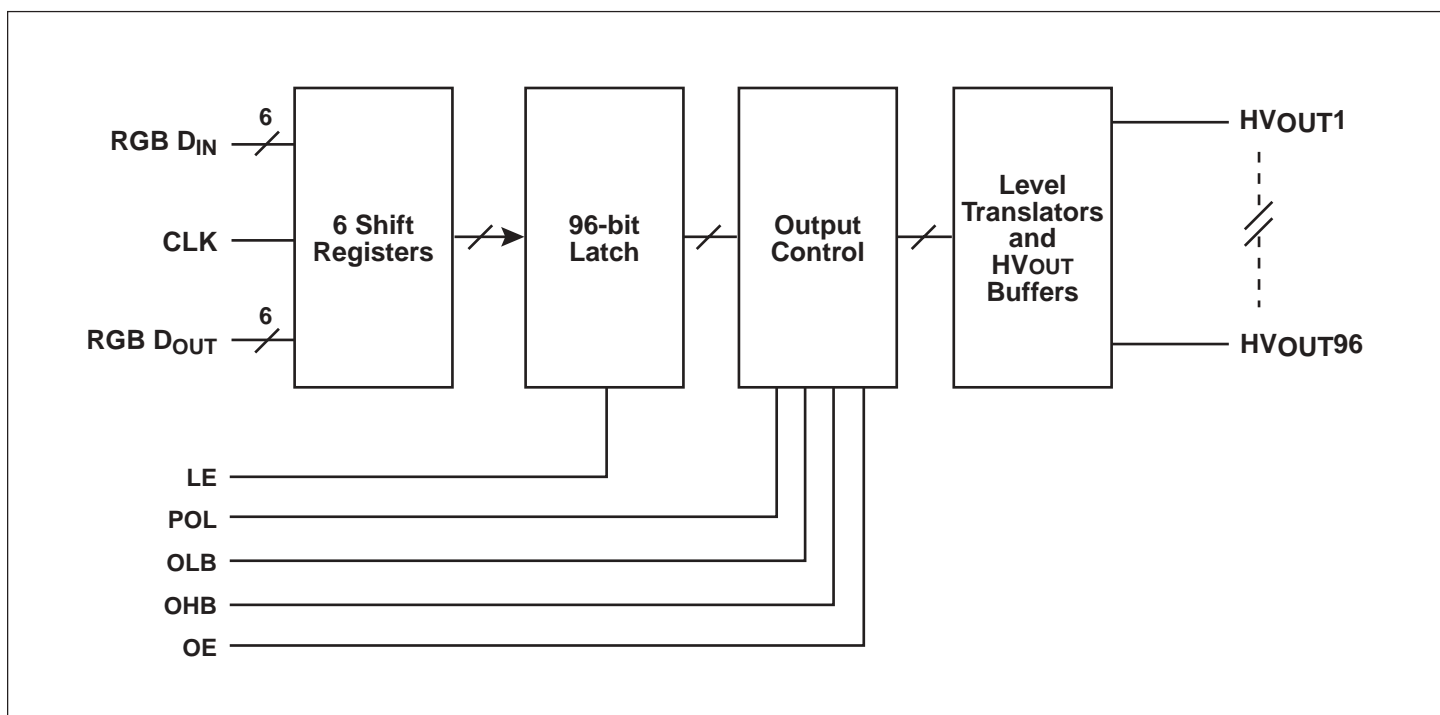 6
RGB DIN
CLK
6
RGB DOUT
6 Shift
Registers
96-bit
Latch
Output
Control
Level
Translators
and
HVOUT
Buffers
HVOUT1
HVOUT96
LE
POL
OLB
OHB
OE